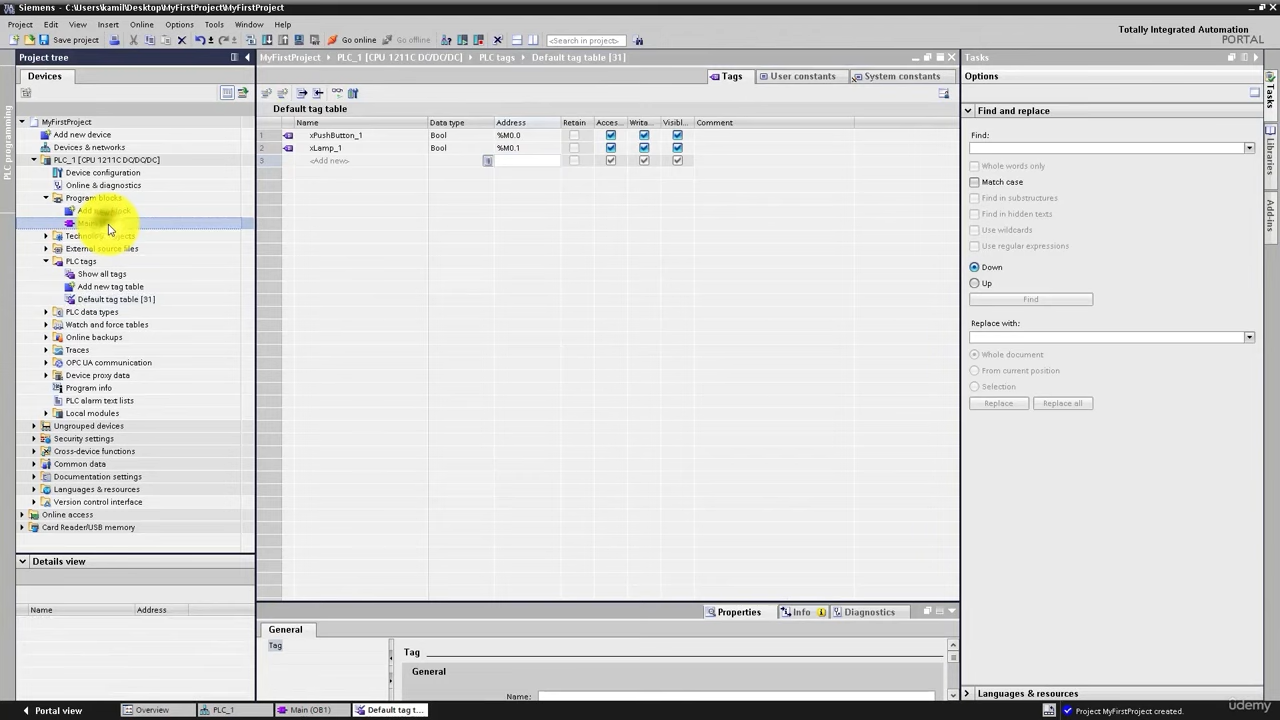 Siemens - C:\Users\kamil\Desktop\MyFirstProject\MyFirstProject
Project Edit View Insert Online Options Tools Window Help
Totally Integrated Automation
PORTAL
Save project
Go online
Go offline
<Search in project>
Project tree
MyFirstProject PLC_1 [CPU 1211C DC/DC/DC] PLC tags Default tag table [31]
Tasks
Devices
Tags
User constants
System constants
Options
Default tag table
Name Data type Address Retain Acces... Writa... Visibl... Comment
1 xPushButton_1 Bool %M0.0
2 xLamp_1 Bool %M0.1
3 <Add new>
MyFirstProject
Add new device
Devices & networks
PLC_1 [CPU 1211C DC/DC/DC]
Device configuration
Online & diagnostics
Program blocks
External source files
PLC tags
Show all tags
Add new tag table
Default tag table [31]
PLC data types
Watch and force tables
Online backups
Traces
OPC UA communication
Device proxy data
Program info
PLC alarm text lists
Local modules
Ungrouped devices
Security settings
Cross-device functions
Common data
Documentation settings
Languages & resources
Version control interface
Online access
Card Reader/USB memory
Details view
Name Address
PLC programming
Find and replace
Find:
Whole words only
Match case
Find in substructures
Find in hidden texts
Use wildcards
Use regular expressions
Down
Up
Find
Replace with:
Whole document
From current position
Selection
Replace
Replace all
Languages & resources
Tasks
Libraries
Add-ins
Properties
Info
Diagnostics
General
Tag
Tag
General
Name:
Portal view
Overview
PLC_1
Main (OB1)
Default tag t...
Project MyFirstProject created.
udemy